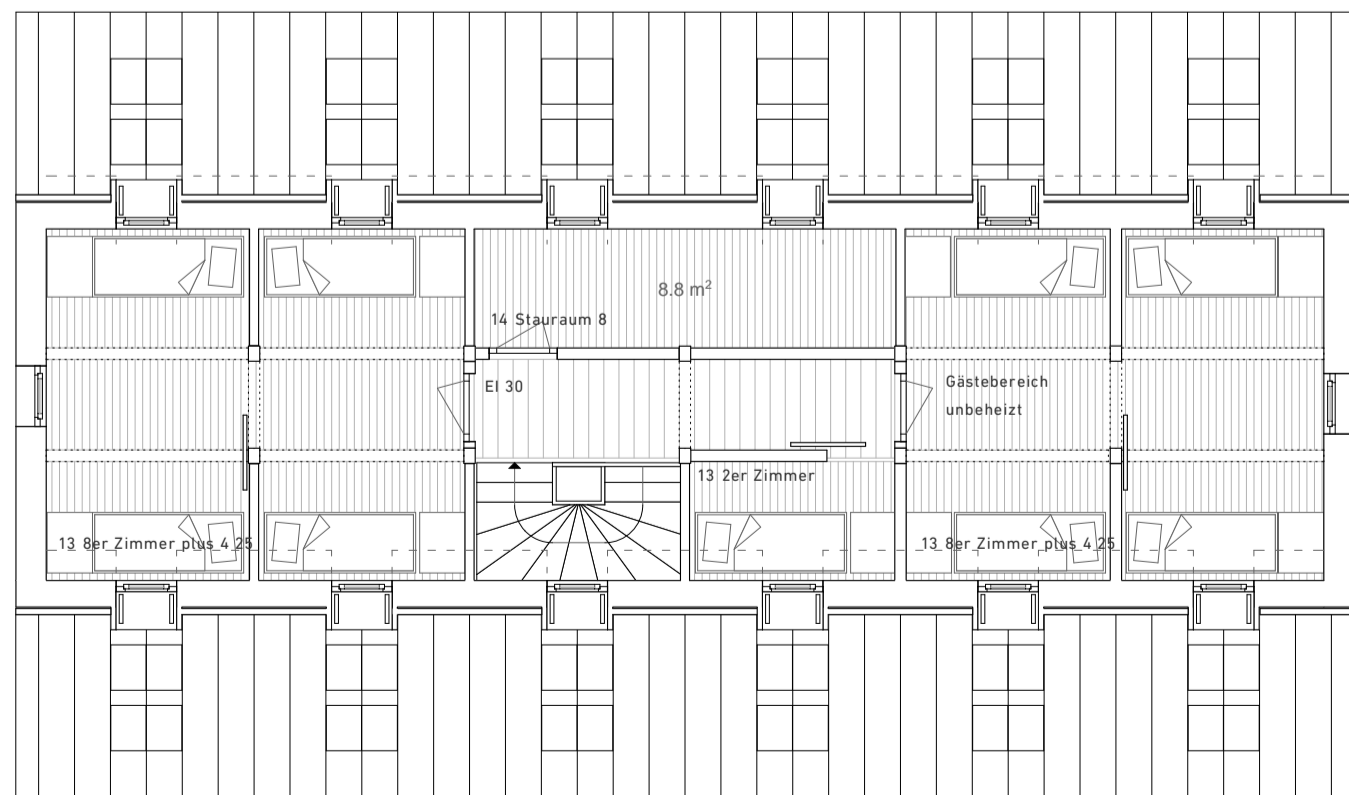 8.8 m²
14 Stauraum 8
EI 30
Gästebereich
unbeheizt
13 2er Zimmer
13 8er Zimmer plus 4 25
13 8er Zimmer plus 4 25